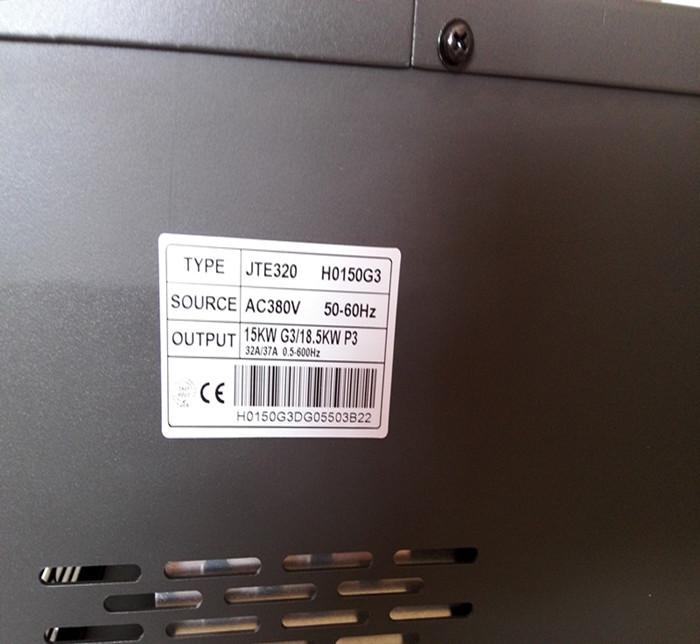 TYPE JTE320 H0150G3
SOURCE AC380V 50-60Hz
OUTPUT 15KW G3/18.5KW P3
32A/37A 0.5-600Hz
CE
H0150G3DG05503B22